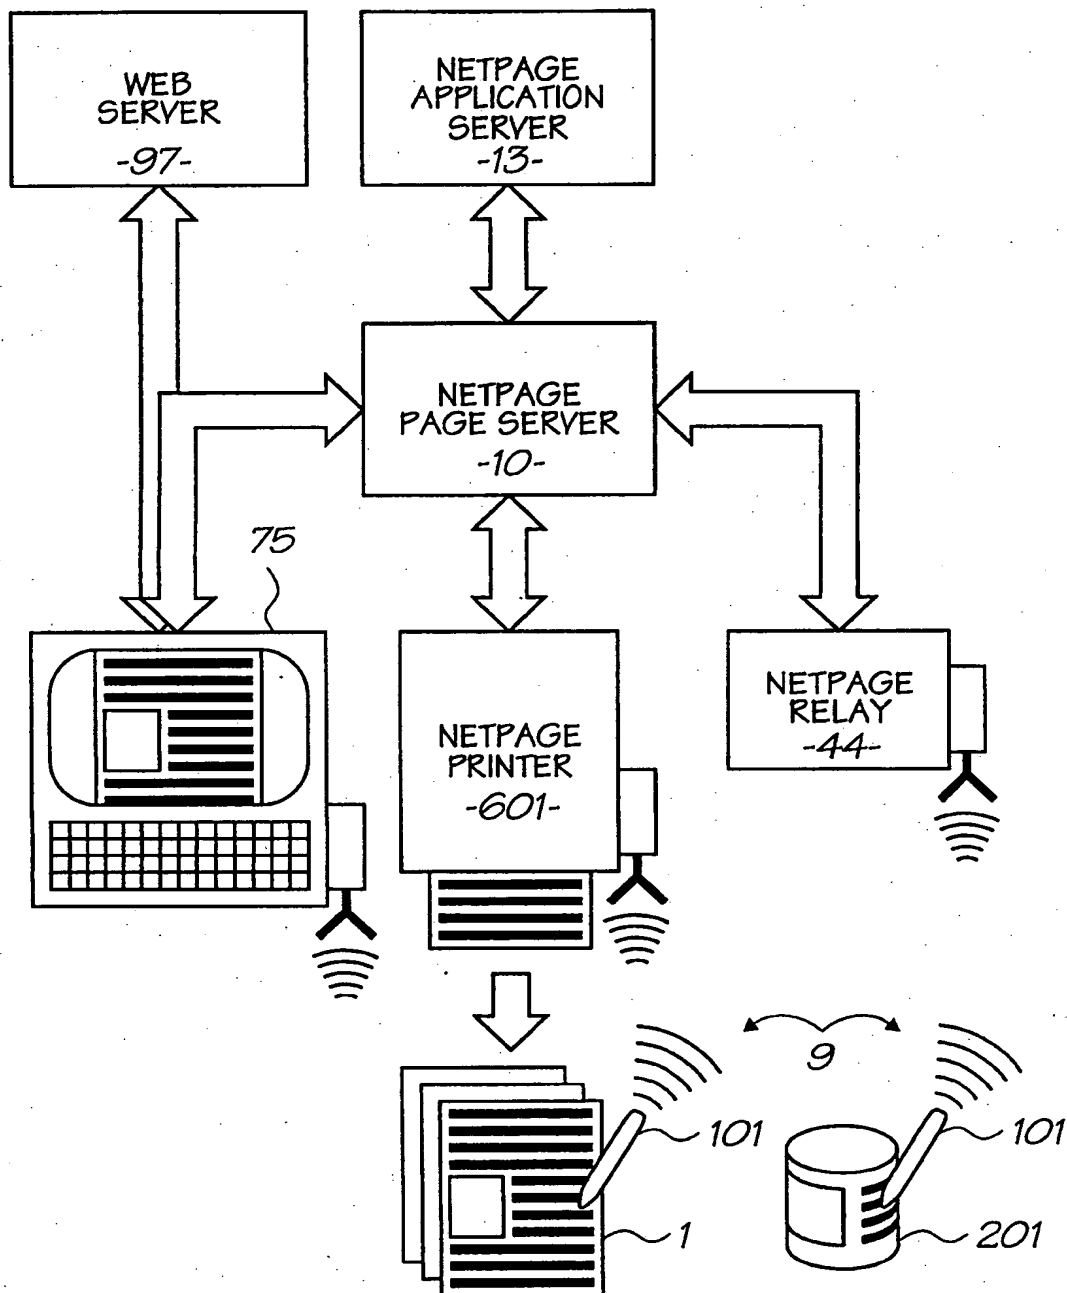 WEB
SERVER
-97-
NETPAGE
APPLICATION
SERVER
-13-
NETPAGE
PAGE SERVER
-10-
75
NETPAGE
PRINTER
-601-
NETPAGE
RELAY
-44-
9
101
101
1
201